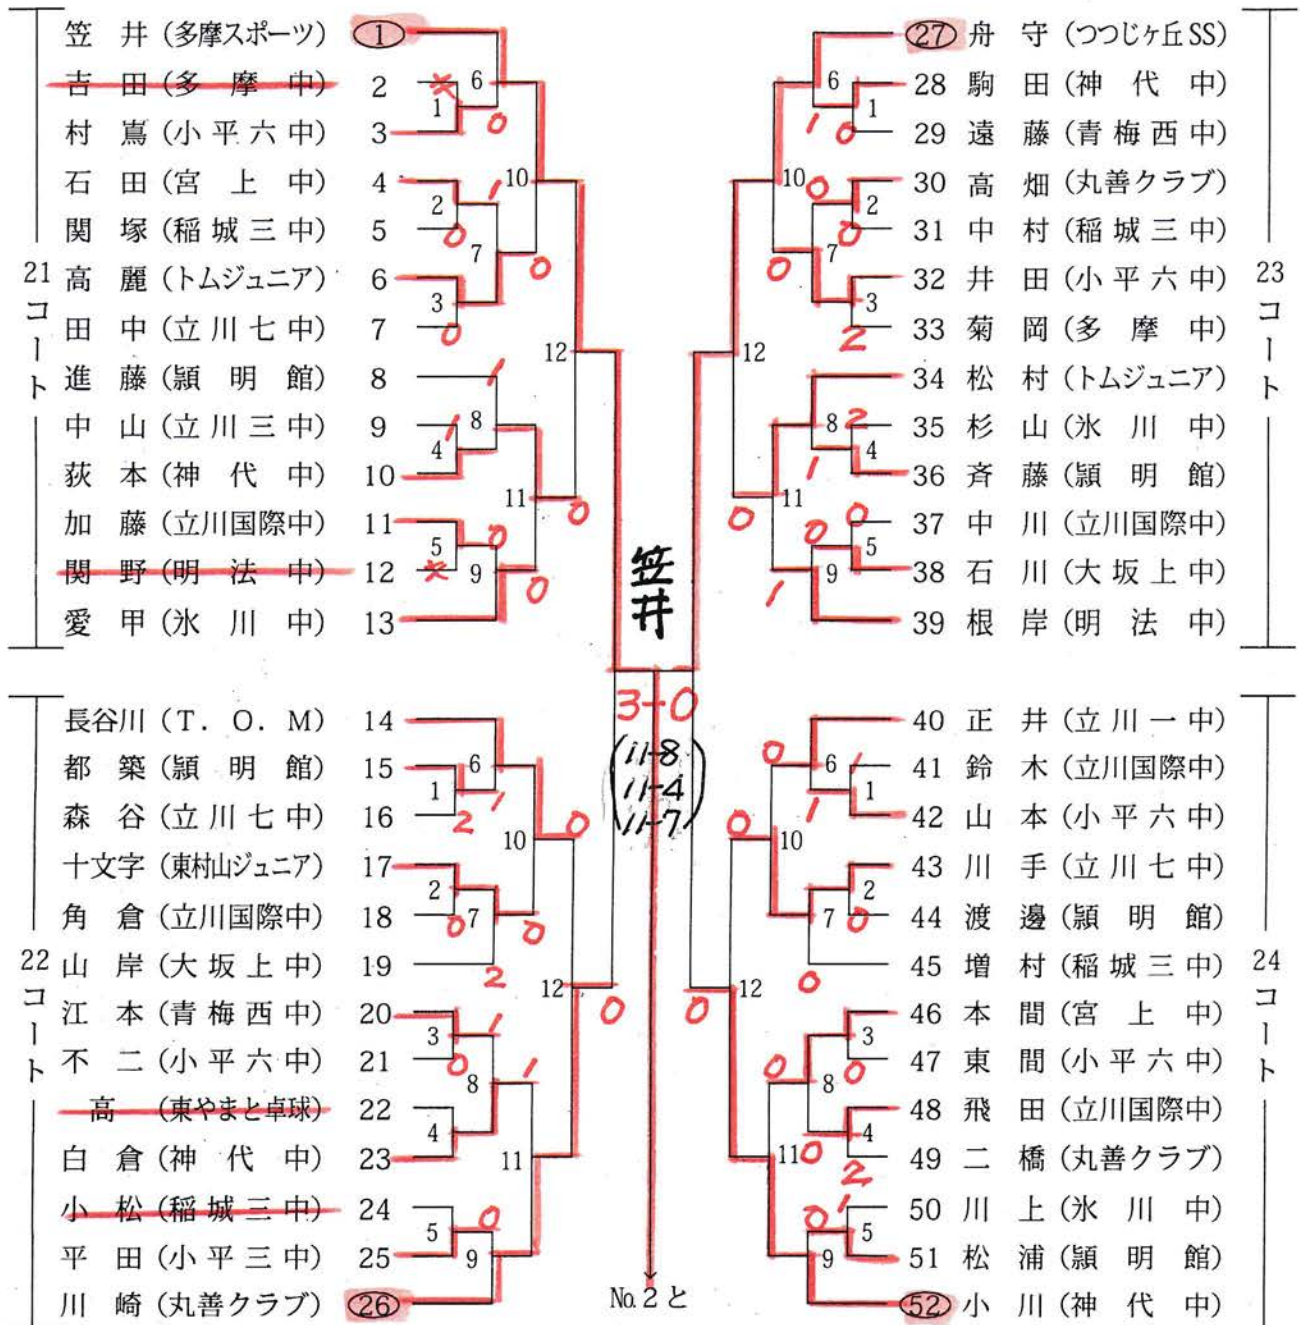 21コート
笠井（多摩スポーツ） 1
吉田（多摩中） 2
村嶌（小平六中） 3
石田（宮上中） 4
関塚（稲城三中） 5
高麗（トムジュニア） 6
田中（立川七中） 7
進藤（穎明館） 8
中山（立川三中） 9
荻本（神代中） 10
加藤（立川国際中） 11
関野（明法中） 12
愛甲（氷川中） 13
22コート
長谷川（T．O．M） 14
都築（穎明館） 15
森谷（立川七中） 16
十文字（東村山ジュニア） 17
角倉（立川国際中） 18
山岸（大坂上中） 19
江本（青梅西中） 20
不二（小平六中） 21
高（東やまと卓球） 22
白倉（神代中） 23
小松（稲城三中） 24
平田（小平三中） 25
川崎（丸善クラブ） 26
笠井
3-0
11-8
11-4
11-7
No.2と
23コート
27 舟守（つつじヶ丘SS）
28 駒田（神代中）
29 遠藤（青梅西中）
30 高畑（丸善クラブ）
31 中村（稲城三中）
32 井田（小平六中）
33 菊岡（多摩中）
34 松村（トムジュニア）
35 杉山（氷川中）
36 斉藤（穎明館）
37 中川（立川国際中）
38 石川（大坂上中）
39 根岸（明法中）
24コート
40 正井（立川一中）
41 鈴木（立川国際中）
42 山本（小平六中）
43 川手（立川七中）
44 渡邊（穎明館）
45 増村（稲城三中）
46 本間（宮上中）
47 東間（小平六中）
48 飛田（立川国際中）
49 二橋（丸善クラブ）
50 川上（氷川中）
51 松浦（穎明館）
52 小川（神代中）